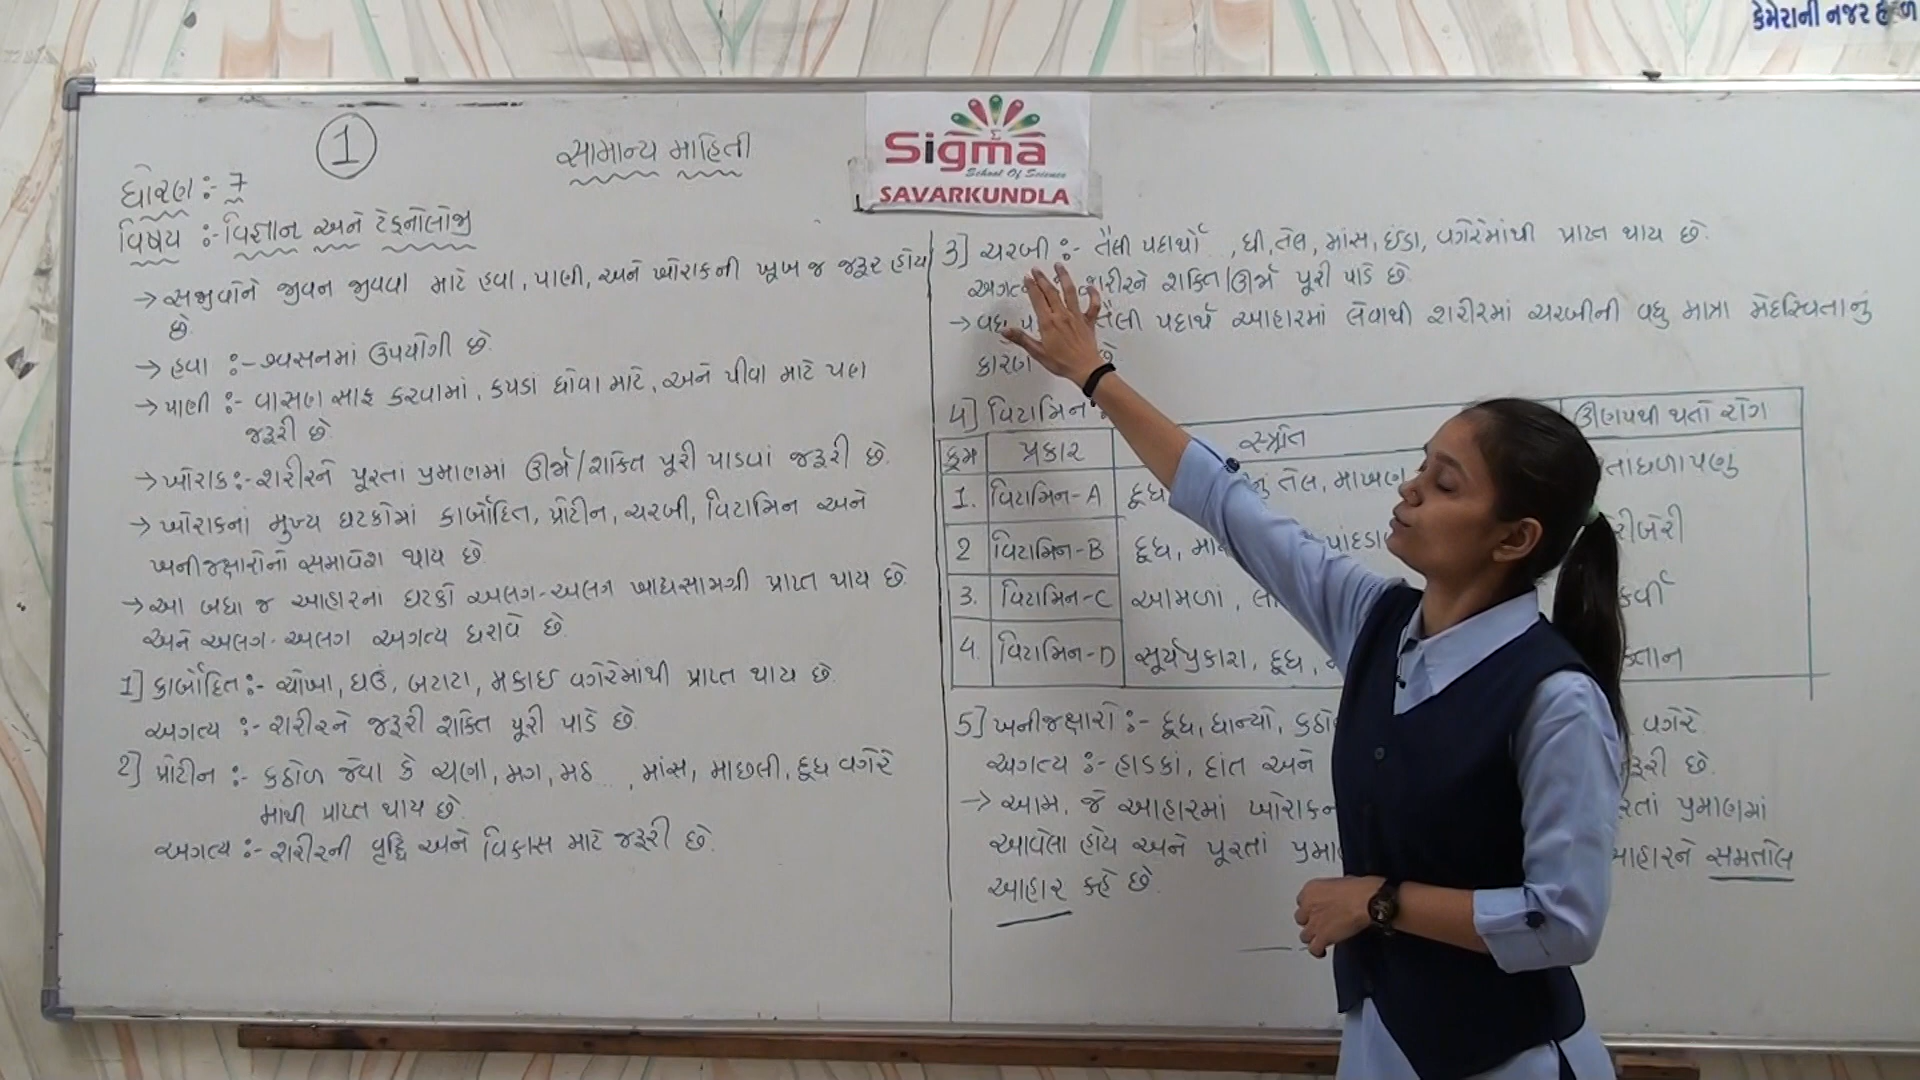 કેમેરાની નજર હ
Sigma
School Of Science
SAVARKUNDLA
1
સામાન્ય માહિતી
ધોરણ :- 7
વિષય :- વિજ્ઞાન અને ટેક્નોલોજી
→ સજીવોને જીવન જીવવા માટે હવા, પાણી, અને ખોરાકની ખૂબ જ જરૂર હોય
છે.
→ હવા :- શ્વસનમાં ઉપયોગી છે.
→ પાણી :- વાસણ સાફ કરવામાં, કપડાં ધોવા માટે, અને પીવા માટે પણ
જરૂરી છે.
→ ખોરાક :- શરીરને પૂરતાં પ્રમાણમાં ઊર્જા/શક્તિ પૂરી પાડવાં જરૂરી છે.
→ ખોરાકનાં મુખ્ય ઘટકોમાં કાર્બોદિત, પ્રોટીન, ચરબી, વિટામિન અને
ખનીજક્ષારોનો સમાવેશ થાય છે.
→ આ બધા જ આહારનાં ઘટકો અલગ-અલગ ખાદ્યસામગ્રી પ્રાપ્ત થાય છે.
અને અલગ-અલગ અગત્ય ધરાવે છે.
1] કાર્બોદિત :- ચોખા, ઘઉં, બટાટા, મકાઈ વગેરેમાંથી પ્રાપ્ત થાય છે.
અગત્ય :- શરીરને જરૂરી શક્તિ પૂરી પાડે છે.
2] પ્રોટીન :- કઠોળ જેવા કે ચણા, મગ, મઠ..., માંસ, માછલી, દૂધ વગેરે
માંથી પ્રાપ્ત થાય છે.
અગત્ય :- શરીરની વૃદ્ધિ અને વિકાસ માટે જરૂરી છે.
3] ચરબી :- તૈલી પદાર્થો..., ઘી, તેલ, માંસ, ઈંડા, વગેરેમાંથી પ્રાપ્ત થાય છે.
શરીરને શક્તિ/ઊર્જા પૂરી પાડે છે.
→ વધુ તૈલી પદાર્થ આહારમાં લેવાથી શરીરમાં ચરબીની વધુ માત્રા મેદસ્વિતાનું
કારણ છે.
4] વિટામિન
ક્રમ પ્રકાર સ્ત્રોત ઊણપથી થતો રોગ
1. વિટામિન-A દૂધ, તેલ, માખણ
2 વિટામિન-B દૂધ,
3. વિટામિન-C આમળાં,
4. વિટામિન-D સૂર્યપ્રકાશ, દૂધ,
5] ખનીજક્ષારો :- દૂધ, ધાન્યો, વગેરે.
અગત્ય :- હાડકાં, દાંત અને છે.
→ આમ, જે આહારમાં પ્રમાણમાં
આવેલા હોય અને પૂરતાં સમતોલ
આહાર કહે છે.